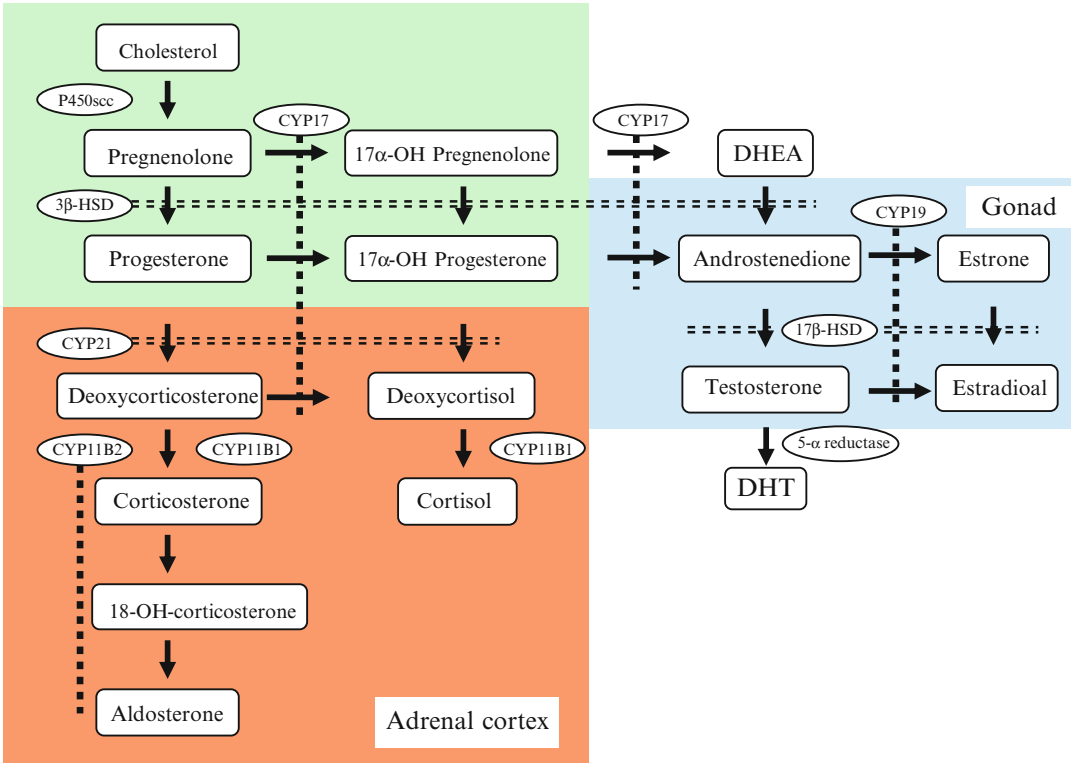 Cholesterol
P450scc
CYP17
CYP17
Pregnenolone
17α-OH Pregnenolone
DHEA
3β-HSD
CYP19
Gonad
Progesterone
17α-OH Progesterone
Androstenedione
Estrone
CYP21
17β-HSD
Deoxycorticosterone
Deoxycortisol
Testosterone
Estradioal
CYP11B2
CYP11B1
CYP11B1
5-α reductase
Corticosterone
Cortisol
DHT
18-OH-corticosterone
Aldosterone
Adrenal cortex